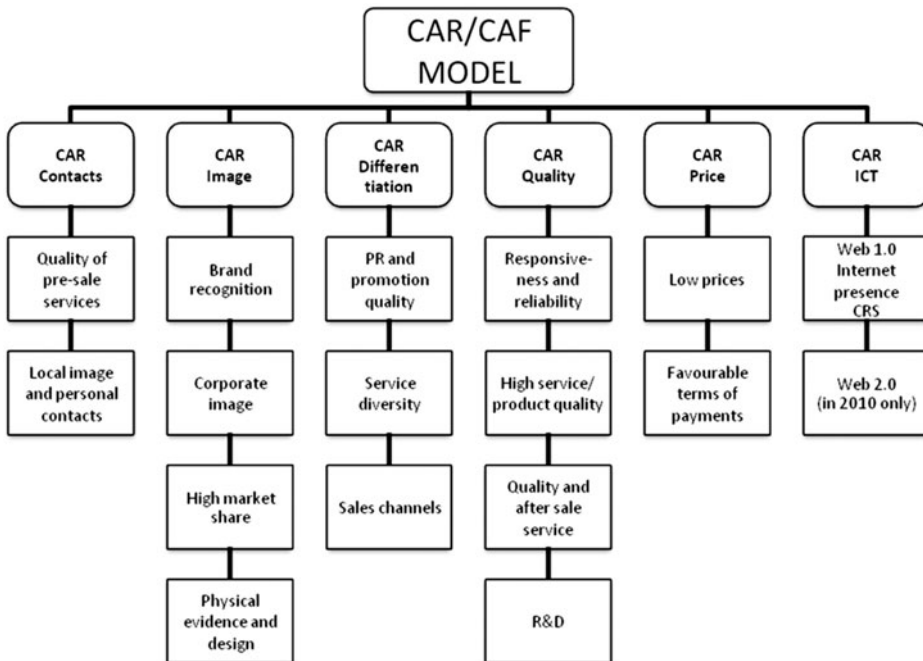 CAR/CAF
MODEL
CAR
Contacts
CAR
Image
CAR
Differen
tiation
CAR
Quality
CAR
Price
CAR
ICT
Quality of
pre-sale
services
Brand
recognition
PR and
promotion
quality
Responsive-
ness and
reliability
Low prices
Web 1.0
Internet
presence
CRS
Local image
and personal
contacts
Corporate
image
Service
diversity
High service/
product quality
Favourable
terms of
payments
Web 2.0
(in 2010 only)
High market
share
Sales channels
Quality and
after sale
service
Physical
evidence and
design
R&D